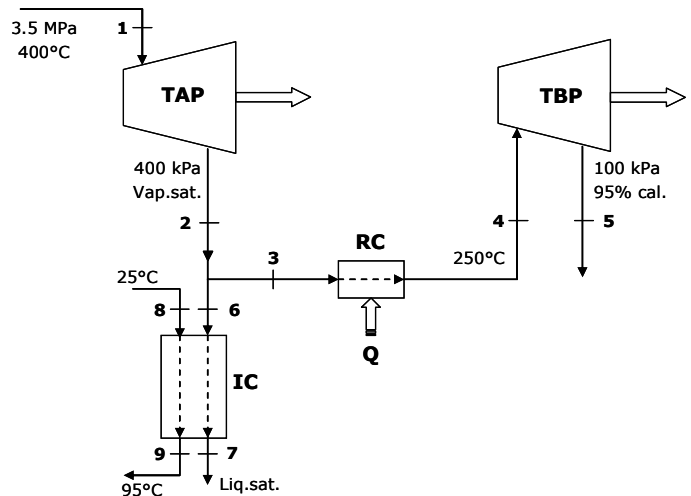 3.5 MPa
400°C
1
TAP
TBP
400 kPa
Vap.sat.
100 kPa
95% cal.
2
4
5
RC
3
250°C
25°C
8
6
Q
IC
9
7
95°C
Liq.sat.